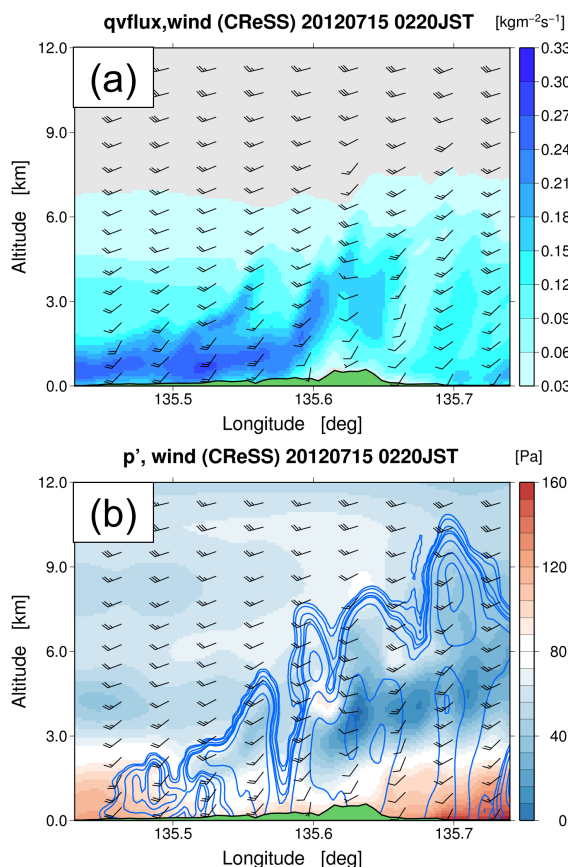 qvflux,wind (CReSS) 20120715 0220JST [kgm⁻²s⁻¹]
(a)
12.0
9.0
6.0
3.0
0.0
Altitude [km]
135.5 135.6 135.7
Longitude [deg]
0.33
0.30
0.27
0.24
0.21
0.18
0.15
0.12
0.09
0.06
0.03
p', wind (CReSS) 20120715 0220JST [Pa]
(b)
12.0
9.0
6.0
3.0
0.0
Altitude [km]
135.5 135.6 135.7
Longitude [deg]
160
120
80
40
0